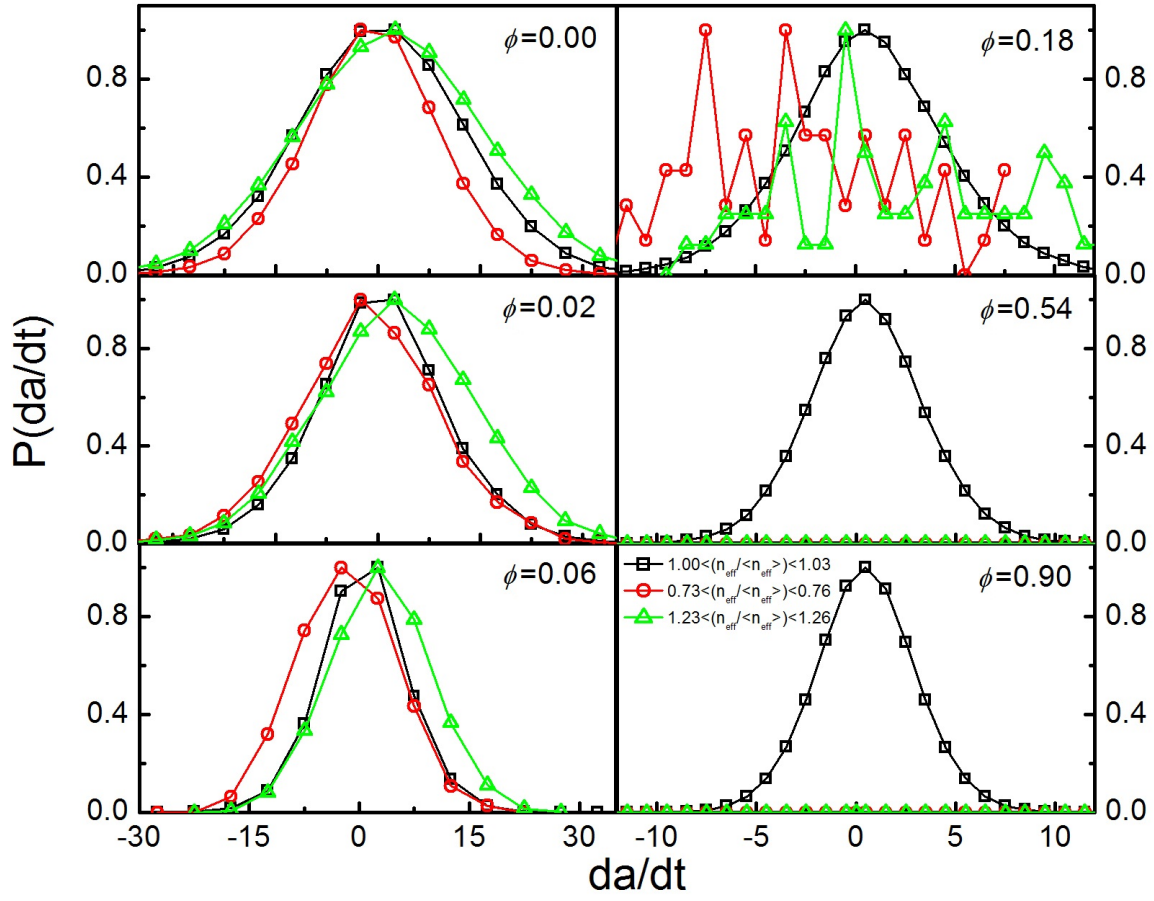 ϕ=0.00
ϕ=0.18
0.8
0.4
0.0
0.8
0.4
0.0
ϕ=0.02
ϕ=0.54
0.8
0.4
0.0
0.8
0.4
0.0
P(da/dt)
ϕ=0.06
1.00<(n_eff/<n_eff>)<1.03
0.73<(n_eff/<n_eff>)<0.76
1.23<(n_eff/<n_eff>)<1.26
ϕ=0.90
0.8
0.4
0.0
0.8
0.4
0.0
-30 -15 0 15 30
-10 -5 0 5 10
da/dt
da/dt